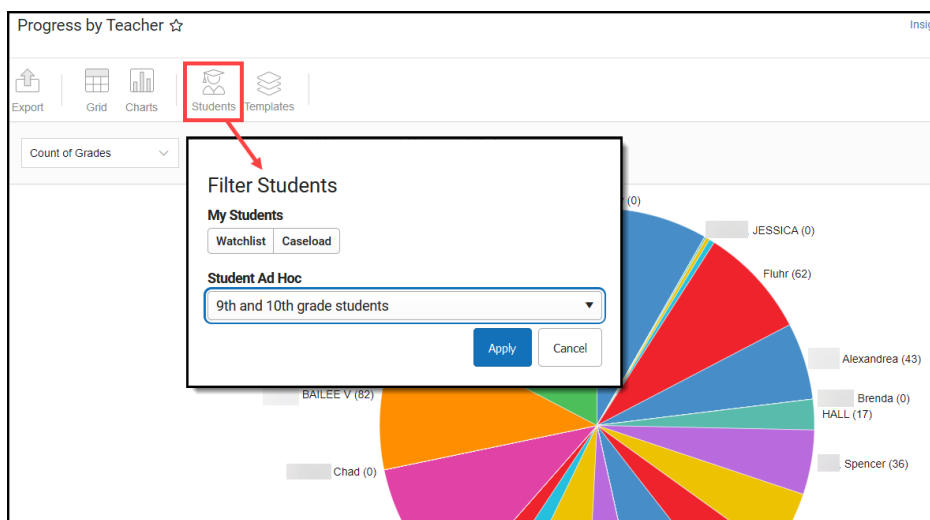 Progress by Teacher
Export
Grid
Charts
Students
Templates
Count of Grades
Filter Students
My Students
Watchlist
Caseload
Student Ad Hoc
9th and 10th grade students
Apply
Cancel
(0)
JESSICA (0)
Fluhr (62)
Alexandrea (43)
Brenda (0)
HALL (17)
Spencer (36)
BAILEE V (82)
Chad (0)